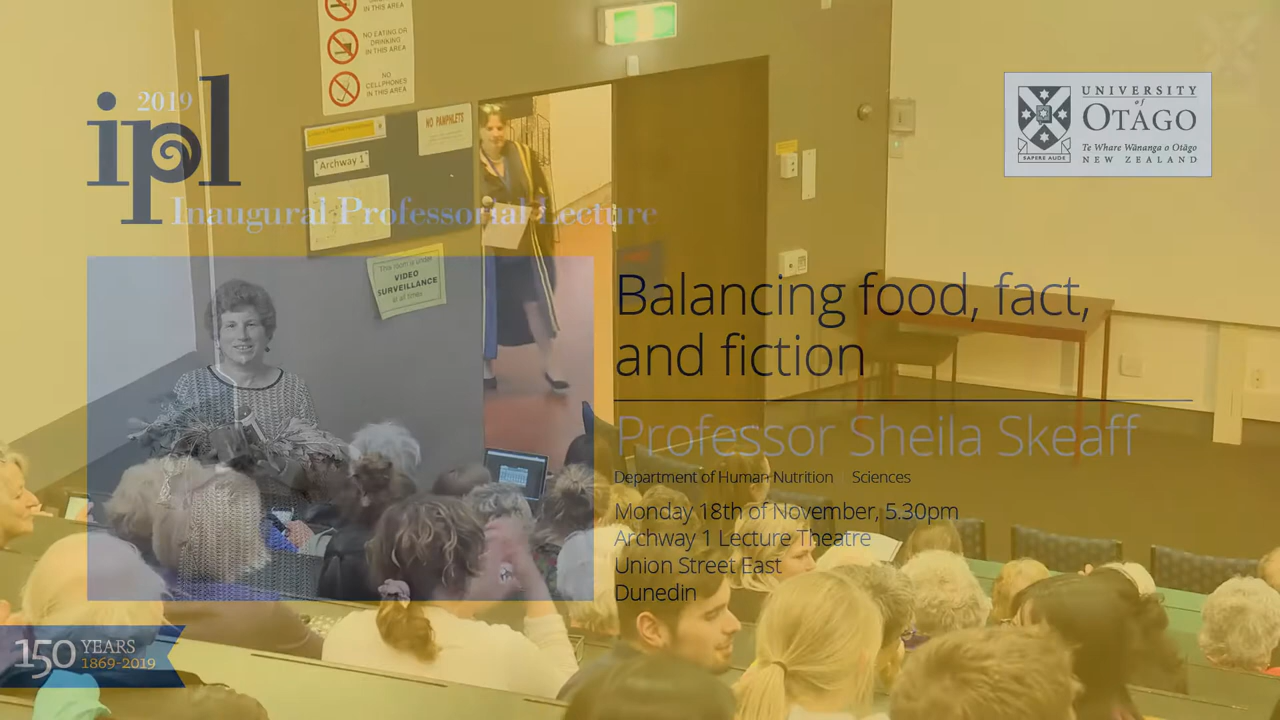 IN THIS AREA
NO EATING OR
DRINKING
IN THIS AREA
NO
CELLPHONES
IN THIS AREA
2019
ipl
Inaugural Professorial Lecture
NO PAMPHLETS
Archway 1
This room is under
VIDEO
SURVEILLANCE
at all times
UNIVERSITY
of
OTAGO
Te Whare Wānanga o Otāgo
NEW ZEALAND
SAPERE AUDE
Balancing food, fact,
and fiction
Professor Sheila Skeaff
Department of Human Nutrition Sciences
Monday 18th of November, 5.30pm
Archway 1 Lecture Theatre
Union Street East
Dunedin
150 YEARS
1869-2019